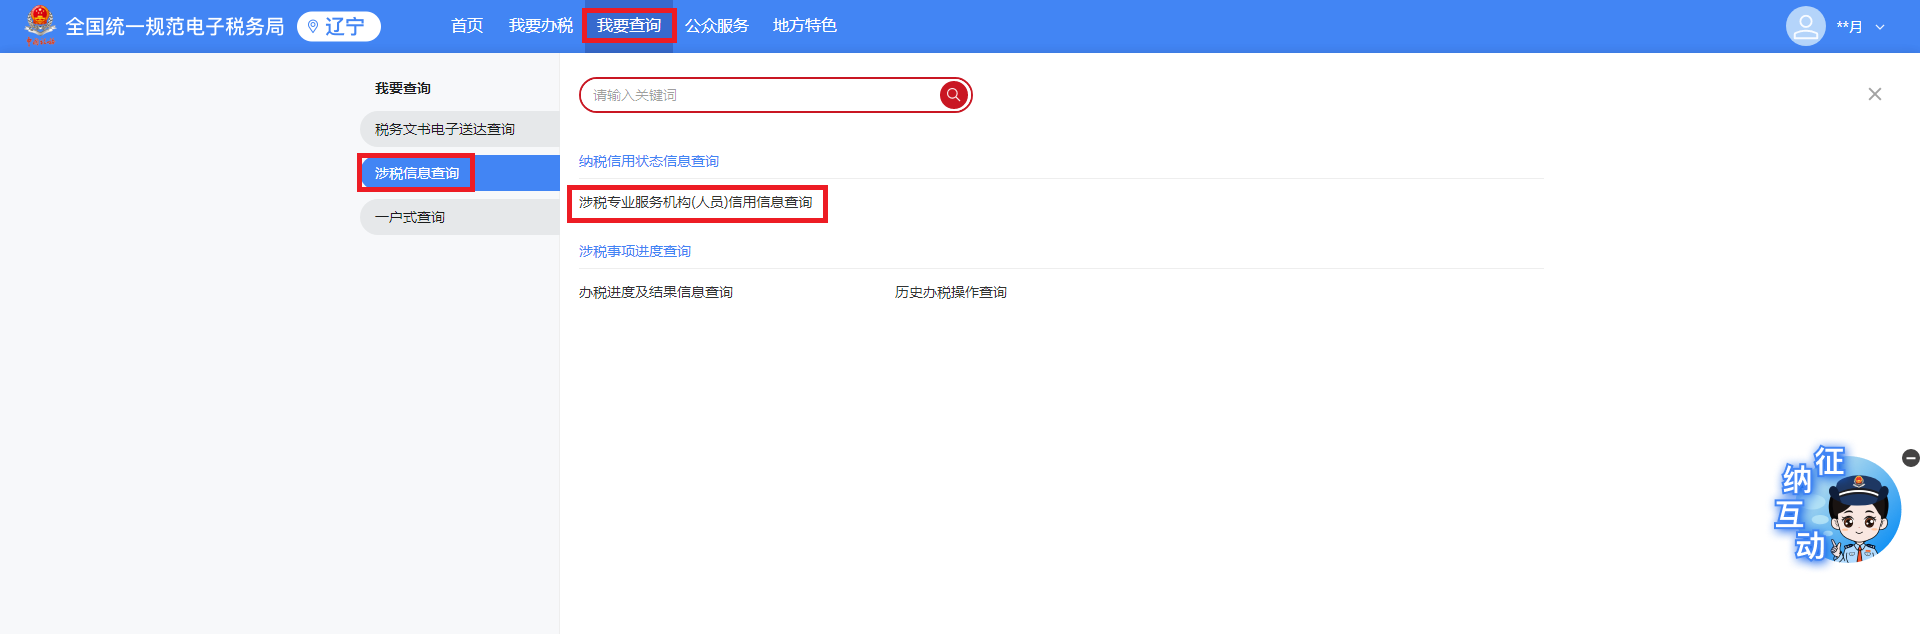 全国统一规范电子税务局 辽宁 首页 我要办税 我要查询 公众服务 地方特色 **月
我要查询
税务文书电子送达查询
涉税信息查询
一户式查询
请输入关键词
纳税信用状态信息查询
涉税专业服务机构(人员)信用信息查询
涉税事项进度查询
办税进度及结果信息查询 历史办税操作查询
征纳互动